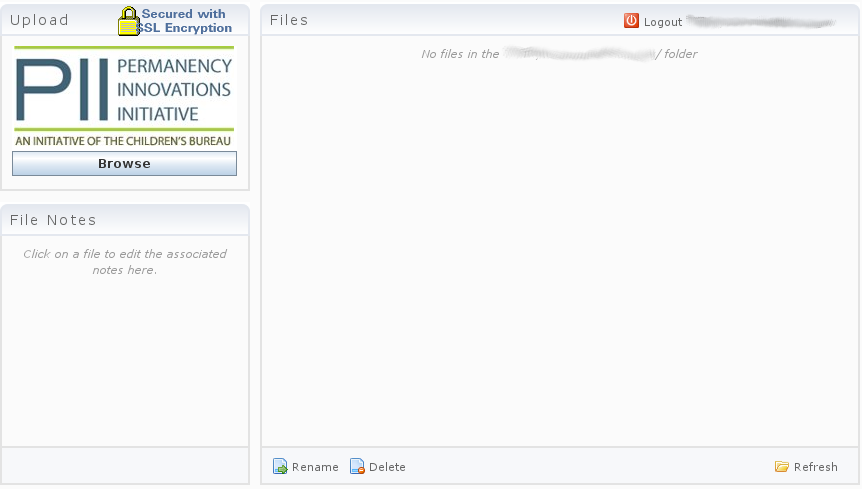 Upload
Secured with
SSL Encryption
PII PERMANENCY
INNOVATIONS
INITIATIVE
AN INITIATIVE OF THE CHILDREN'S BUREAU
Browse
File Notes
Click on a file to edit the associated
notes here.
Files
Logout
No files in the / folder
Rename Delete
Refresh